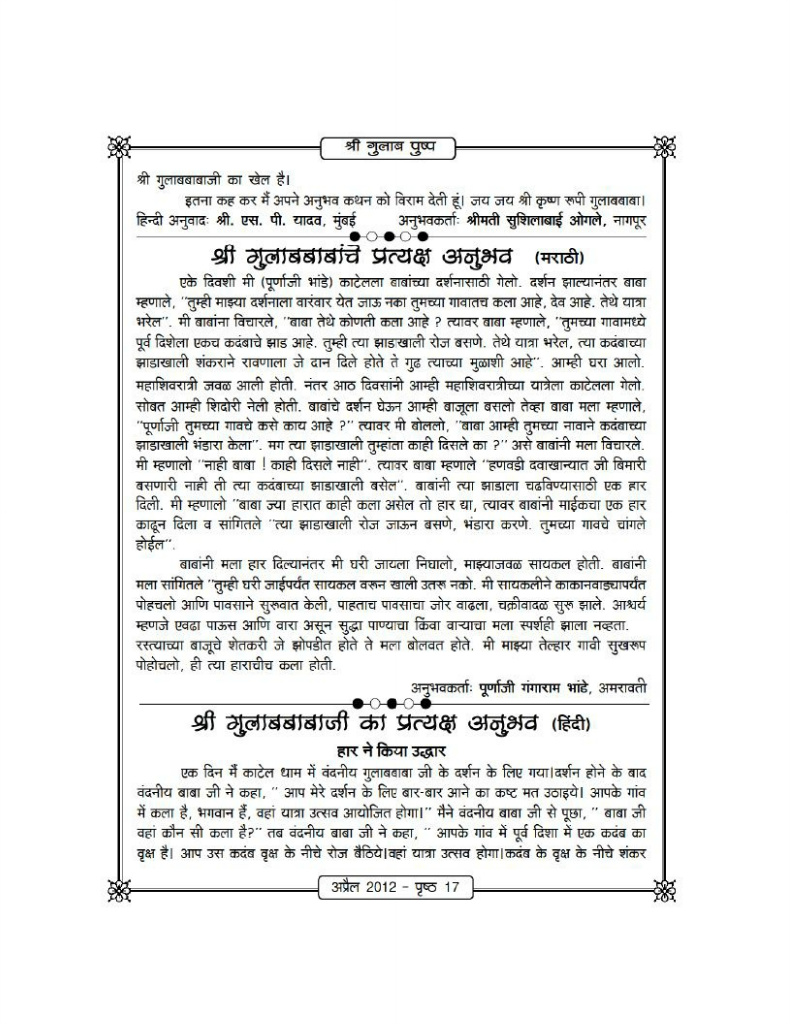 श्री गुलाब पुष्प
श्री गुलाबबाबाजी का खेल है।
इतना कह कर मैं अपने अनुभव कथन को विराम देती हूं। जय जय श्री कृष्ण रूपी गुलाबबाबा।
हिन्दी अनुवादः श्री. एस. पी. यादव, मुंबई अनुभवकर्ताः श्रीमती सुशिलाबाई ओगले, नागपूर
श्री गुलाबबाबांचे प्रत्यक्ष अनुभव (मराठी)
एके दिवशी मी (पूर्णाजी भांडे) काटेलला बाबांच्या दर्शनासाठी गेलो. दर्शन झाल्यानंतर बाबा
म्हणाले, ''तुम्ही माझ्या दर्शनाला वारंवार येत जाऊ नका तुमच्या गावातच कला आहे, देव आहे. तेथे यात्रा
भरेल''. मी बाबांना विचारले, ''बाबा तेथे कोणती कला आहे ? त्यावर बाबा म्हणाले, ''तुमच्या गावामध्ये
पूर्व दिशेला एकच कदंबाचे झाड आहे. तुम्ही त्या झाडाखाली रोज बसणे. तेथे यात्रा भरेल, त्या कदंबाच्या
झाडाखाली शंकराने रावणाला जे दान दिले होते ते गुढ त्याच्या मुळाशी आहे''. आम्ही घरा आलो.
महाशिवरात्री जवळ आली होती. नंतर आठ दिवसांनी आम्ही महाशिवरात्रीच्या यात्रेला काटेलला गेलो.
सोबत आम्ही शिदोरी नेली होती. बाबांचे दर्शन घेऊन आम्ही बाजूला बसलो तेव्हा बाबा मला म्हणाले,
''पूर्णाजी तुमच्या गावचे कसे काय आहे ?'' त्यावर मी बोललो, ''बाबा आम्ही तुमच्या नावाने कदंबाच्या
झाडाखाली भंडारा केला''. मग त्या झाडाखाली तुम्हांता काही दिसले का ?'' असे बाबांनी मला विचारले.
मी म्हणालो ''नाही बाबा ! काही दिसले नाही''. त्यावर बाबा म्हणाले ''हणवडी दवाखान्यात जी बिमारी
बसणारी नाही ती त्या कदंबाच्या झाडाखाली बसेल''. बाबांनी त्या झाडाला चढविण्यासाठी एक हार
दिली. मी म्हणालो ''बाबा ज्या हारात काही कला असेल तो हार द्या, त्यावर बाबांनी माईकचा एक हार
काढून दिला व सांगितले ''त्या झाडाखाली रोज जाऊन बसणे, भंडारा करणे. तुमच्या गावचे चांगले
होईल''.
बाबांनी मला हार दिल्यानंतर मी घरी जायला निघालो, माझ्याजवळ सायकल होती. बाबांनी
मला सांगितले ''तुम्ही घरी जाईपर्यंत सायकल वरून खाली उतरू नको. मी सायकलीने काकानवाड्यापर्यंत
पोहचलो आणि पावसाने सुरूवात केली, पाहताच पावसाचा जोर वाढला, चक्रीवादळ सुरू झाले. आश्चर्य
म्हणजे एवढा पाऊस आणि वारा असून सुद्धा पाण्याचा किंवा वाऱ्याचा मला स्पर्शही झाला नव्हता.
रस्त्याच्या बाजूचे शेतकरी जे झोपडीत होते ते मला बोलवत होते. मी माझ्या तेल्हार गावी सुखरूप
पोहोचलो, ही त्या हाराचीच कला होती.
अनुभवकर्ताः पूर्णाजी गंगाराम भांडे, अमरावती
श्री गुलाबबाबाजी का प्रत्यक्ष अनुभव (हिंदी)
हार ने किया उद्धार
एक दिन मैं काटेल धाम में वंदनीय गुलाबबाबा जी के दर्शन के लिए गया।दर्शन होने के बाद
वंदनीय बाबा जी ने कहा, '' आप मेरे दर्शन के लिए बार-बार आने का कष्ट मत उठाइये। आपके गांव
में कला है, भगवान हैं, वहां यात्रा उत्सव आयोजित होगा।'' मैने वंदनीय बाबा जी से पूछा, '' बाबा जी
वहां कौन सी कला है?'' तब वंदनीय बाबा जी ने कहा, '' आपके गांव में पूर्व दिशा में एक कदंब का
वृक्ष है। आप उस कदंब वृक्ष के नीचे रोज बैठिये।वहां यात्रा उत्सव होगा।कदंब के वृक्ष के नीचे शंकर
अप्रैल 2012 - पृष्ठ 17